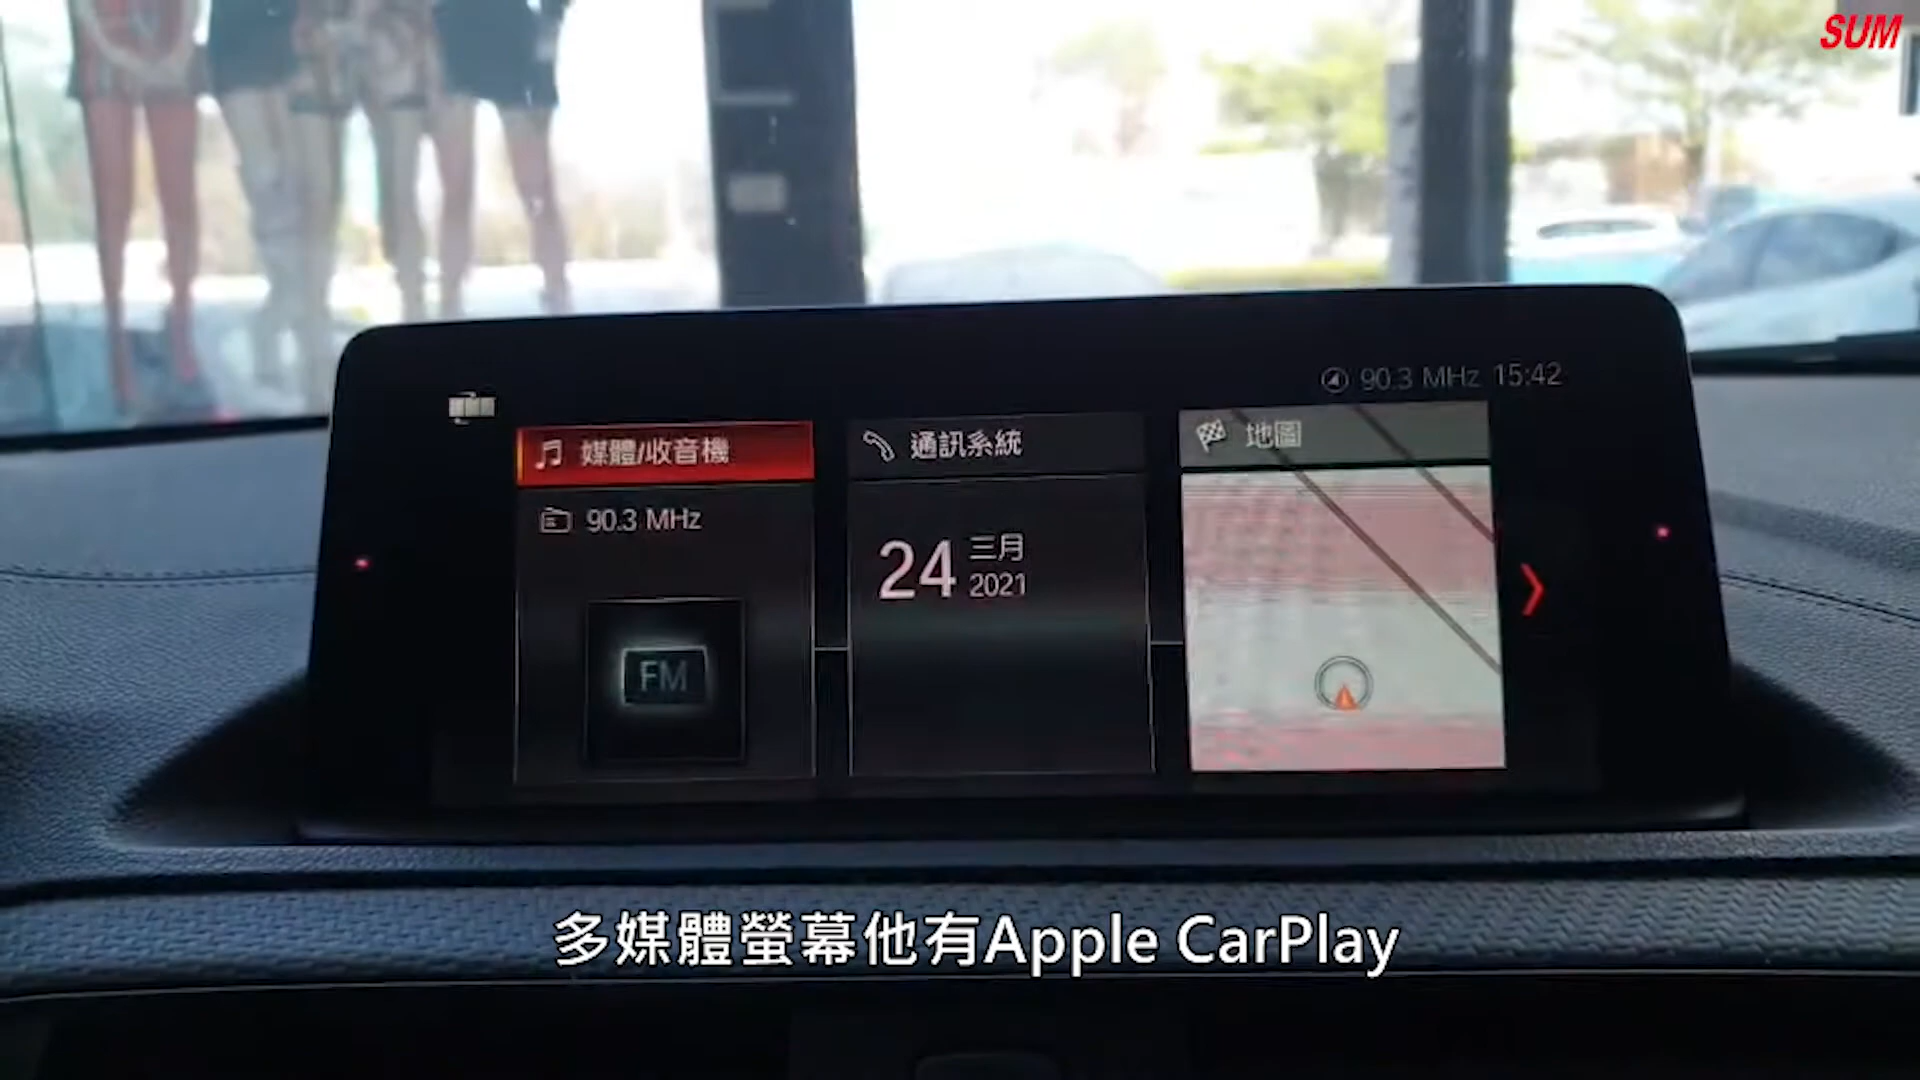 SUM
90.3 MHz 15:42
媒體/收音機
90.3 MHz
FM
通訊系統
24 三月
2021
地圖
多媒體螢幕他有Apple CarPlay